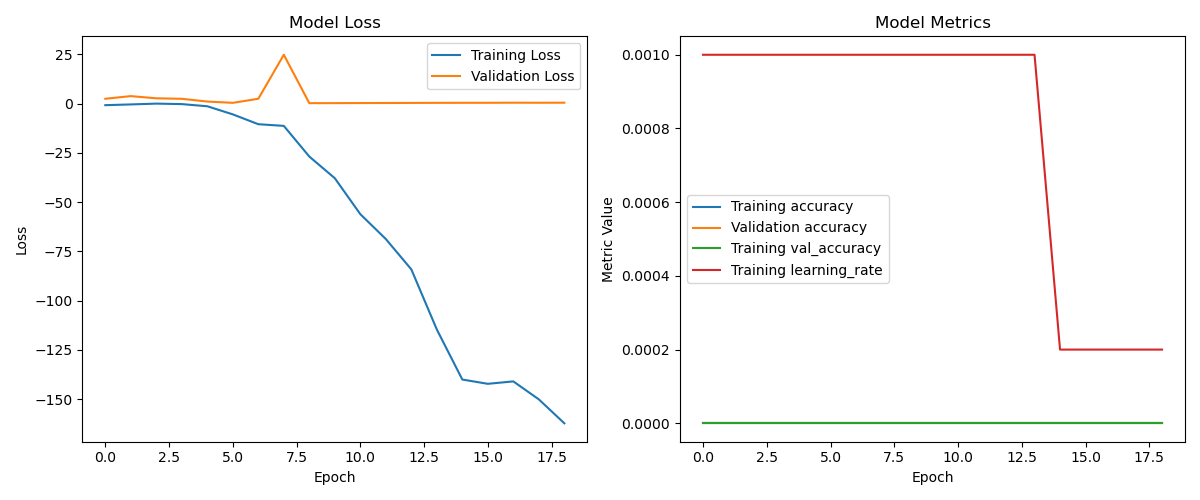 Model Loss
Training Loss
Validation Loss
25
0
−25
−50
−75
−100
−125
−150
Loss
0.0 2.5 5.0 7.5 10.0 12.5 15.0 17.5
Epoch
Model Metrics
0.0010
0.0008
0.0006
0.0004
0.0002
0.0000
Metric Value
Training accuracy
Validation accuracy
Training val_accuracy
Training learning_rate
0.0 2.5 5.0 7.5 10.0 12.5 15.0 17.5
Epoch